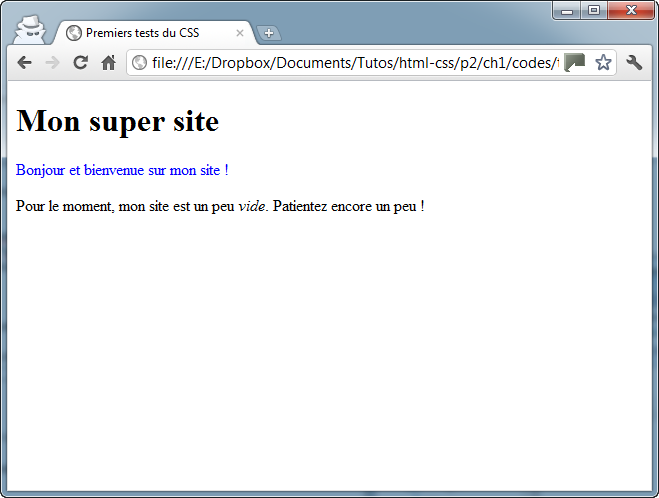 Premiers tests du CSS
file:///E:/Dropbox/Documents/Tutos/html-css/p2/ch1/codes/
Mon super site
Bonjour et bienvenue sur mon site !
Pour le moment, mon site est un peu vide. Patientez encore un peu !